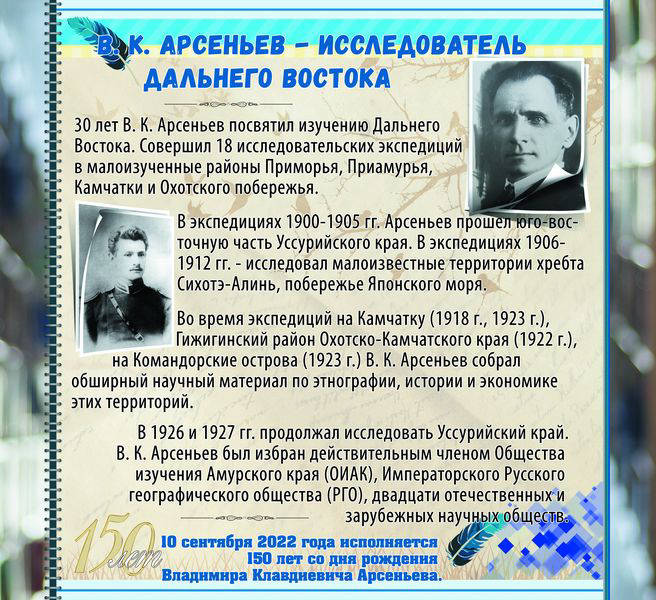 В. К. АРСЕНЬЕВ – ИССЛЕДОВАТЕЛЬ
ДАЛЬНЕГО ВОСТОКА
30 лет В. К. Арсеньев посвятил изучению Дальнего
Востока. Совершил 18 исследовательских экспедиций
в малоизученные районы Приморья, Приамурья,
Камчатки и Охотского побережья.
В экспедициях 1900-1905 гг. Арсеньев прошел юго-вос-
точную часть Уссурийского края. В экспедициях 1906-
1912 гг. - исследовал малоизвестные территории хребта
Сихотэ-Алинь, побережье Японского моря.
Во время экспедиций на Камчатку (1918 г., 1923 г.),
Гижигинский район Охотско-Камчатского края (1922 г.),
на Командорские острова (1923 г.) В. К. Арсеньев собрал
обширный научный материал по этнографии, истории и экономике
этих территорий.
В 1926 и 1927 гг. продолжал исследовать Уссурийский край.
В. К. Арсеньев был избран действительным членом Общества
изучения Амурского края (ОИАК), Императорского Русского
географического общества (РГО), двадцати отечественных и
зарубежных научных обществ.
150 лет
10 сентября 2022 года исполняется
150 лет со дня рождения
Владимира Клавдиевича Арсеньева.